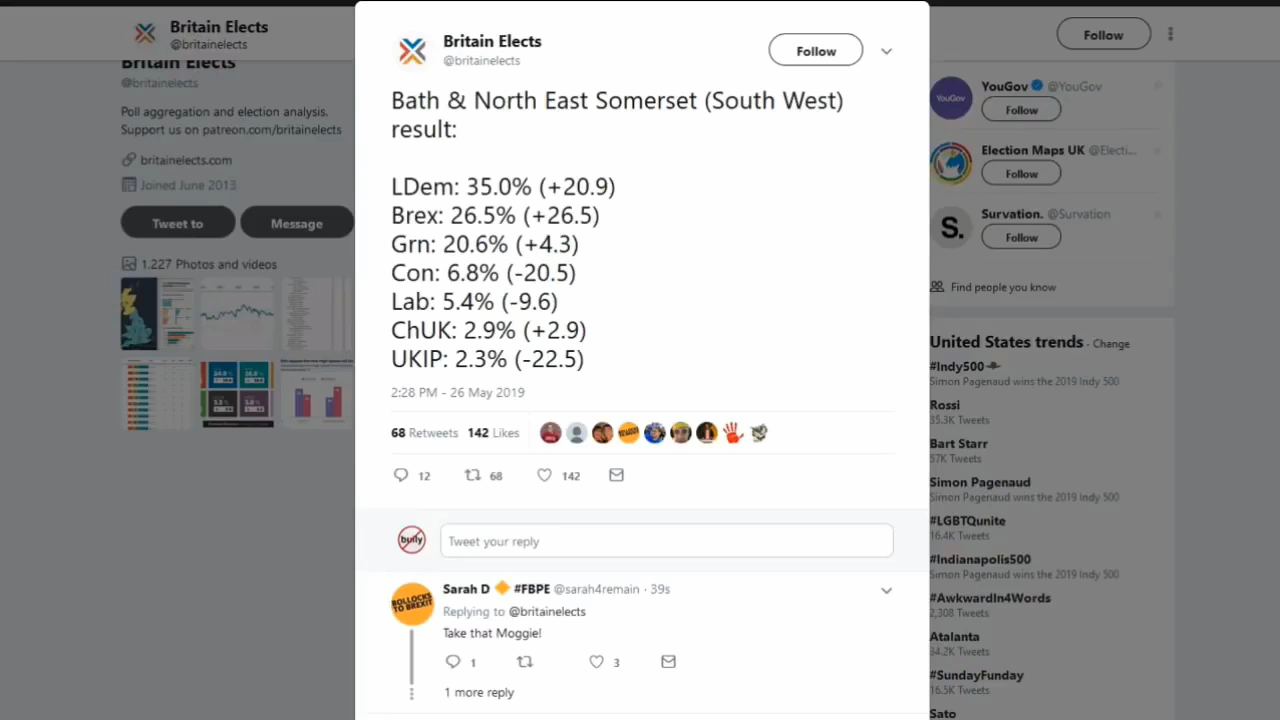 Britain Elects
@britainelects
Follow
Britain Elects
@britainelects
Poll aggregation and election analysis.
Support us on patreon.com/britainelects
britainelects.com
Joined June 2013
Tweet to
Message
1,227 Photos and videos
Britain Elects
@britainelects
Follow
Bath & North East Somerset (South West)
result:
LDem: 35.0% (+20.9)
Brex: 26.5% (+26.5)
Grn: 20.6% (+4.3)
Con: 6.8% (-20.5)
Lab: 5.4% (-9.6)
ChUK: 2.9% (+2.9)
UKIP: 2.3% (-22.5)
2:28 PM - 26 May 2019
68 Retweets 142 Likes
12 68 142
bully
Tweet your reply
BOLLOCKS
TO BREXIT
Sarah D #FBPE @sarah4remain · 39s
Replying to @britainelects
Take that Moggie!
1 3
1 more reply
YouGov
YouGov @YouGov
Follow
Election Maps UK @Electi...
Follow
S.
Survation. @Survation
Follow
Find people you know
United States trends - Change
#Indy500
Simon Pagenaud wins the 2019 Indy 500
Rossi
35.3K Tweets
Bart Starr
57K Tweets
Simon Pagenaud
Simon Pagenaud wins the 2019 Indy 500
#LGBTQunite
16.4K Tweets
#Indianapolis500
Simon Pagenaud wins the 2019 Indy 500
#AwkwardIn4Words
2,308 Tweets
Atalanta
34.2K Tweets
#SundayFunday
16.5K Tweets
Sato